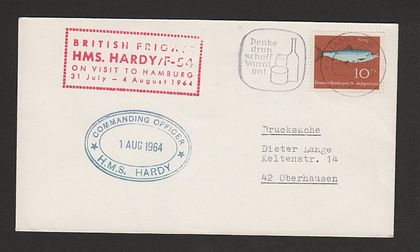 BRITISH FRIGATE
HMS. HARDY/F-54
ON VISIT TO HAMBURG
31 July - 4 August 1964
Denke
dran
schaff
Vorrat
an!
10
COMMANDING OFFICER
1 AUG 1964
H.M.S. HARDY
Drucksache
Dieter Lange
Keltenstr. 14
42 Oberhausen